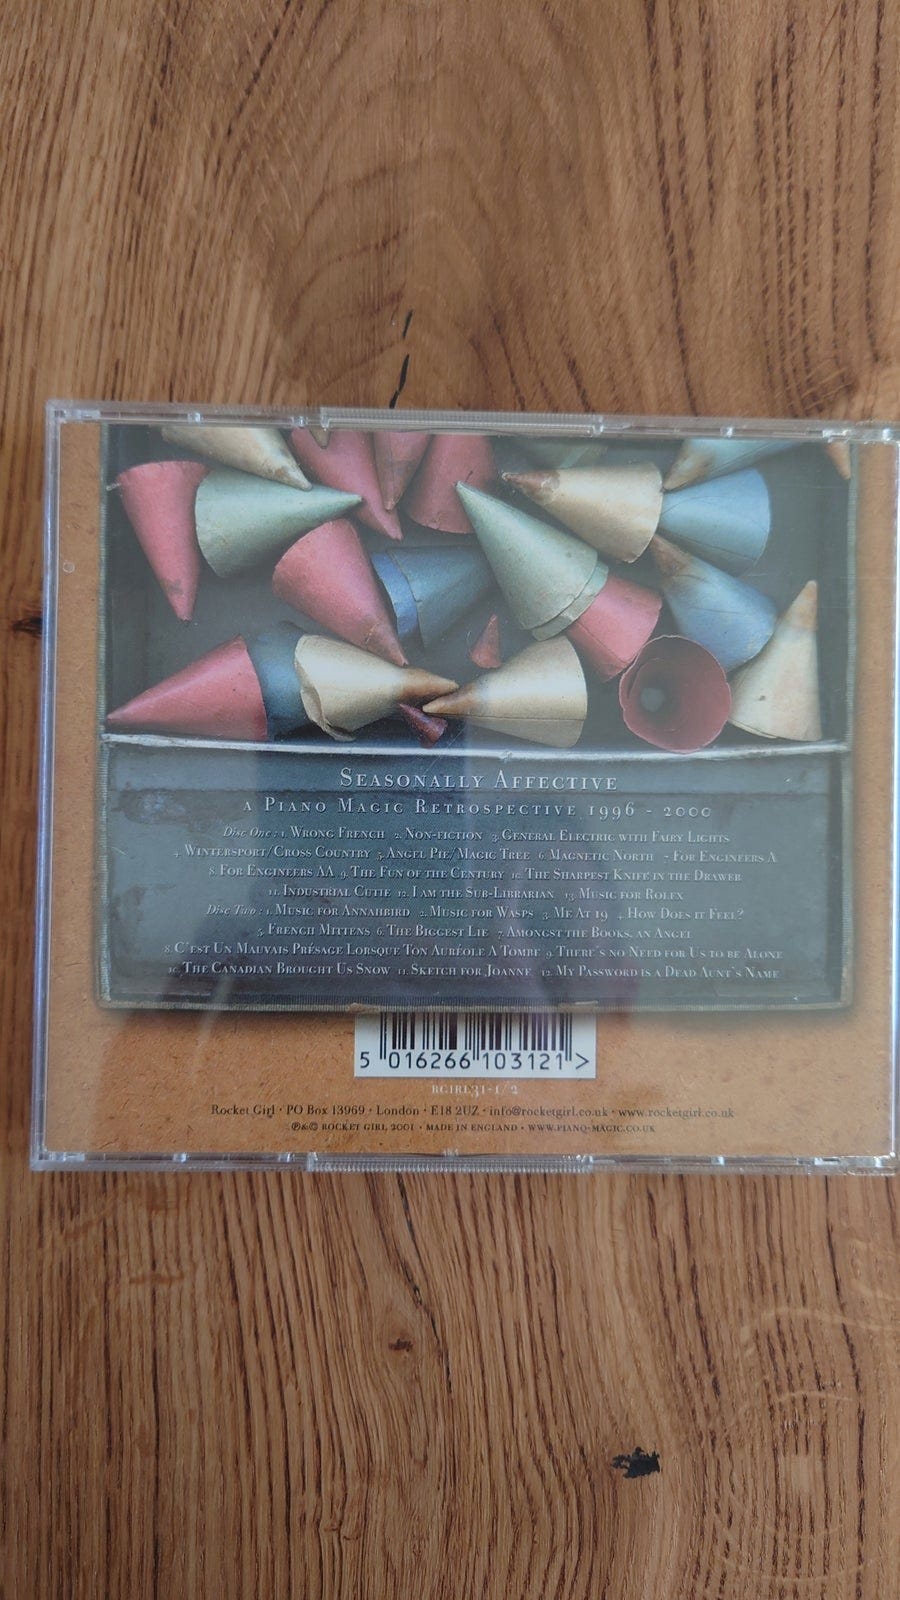 Seasonally Affective
a Piano Magic Retrospective 1996 - 2000
Disc One : 1. Wrong French 2. Non-fiction 3. General Electric with Fairy Lights
4. Wintersport/Cross Country 5. Angel Pie/Magic Tree 6. Magnetic North 7. For Engineers A
8. For Engineers AA 9. The Fun of the Century 10. The Sharpest Knife in the Drawer
11. Industrial Cutie 12. I am the Sub-Librarian 13. Music for Rolex
Disc Two : 1. Music for Annahbird 2. Music for Wasps 3. Me At 19 4. How Does it Feel?
5. French Mittens 6. The Biggest Lie 7. Amongst the Books, an Angel
8. C'est Un Mauvais Présage Lorsque Ton Auréole A Tombe 9. There's no Need for Us to be Alone
10. The Canadian Brought Us Snow 11. Sketch for Joanne 12. My Password is a Dead Aunt's Name
5 016266 103121 >
RGIRL31-1/2
Rocket Girl · PO Box 13969 · London · E18 2UZ · info@rocketgirl.co.uk · www.rocketgirl.co.uk
℗&© Rocket Girl 2001 · Made in England · www.piano-magic.co.uk